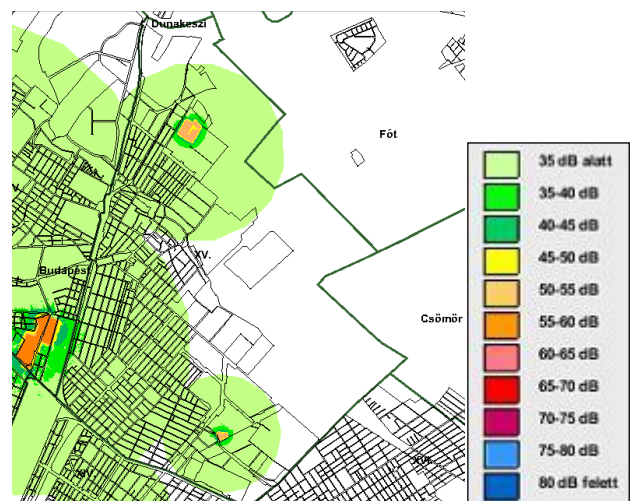 Dunakeszi
Fót
XV.
Budapest
Csömör
XIV.
XVI.
35 dB alatt
35-40 dB
40-45 dB
45-50 dB
50-55 dB
55-60 dB
60-65 dB
65-70 dB
70-75 dB
75-80 dB
80 dB felett